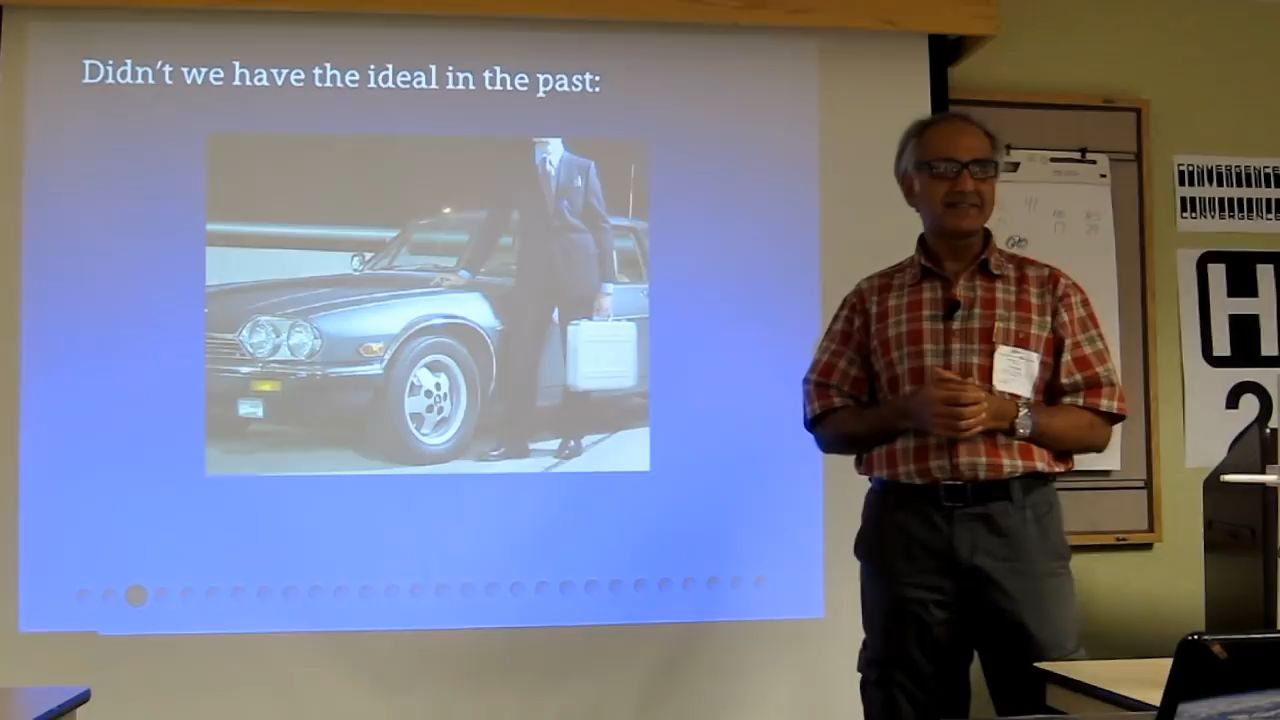 Didn't we have the ideal in the past:
CONVERGENCE
CONVERGENCE
H
2